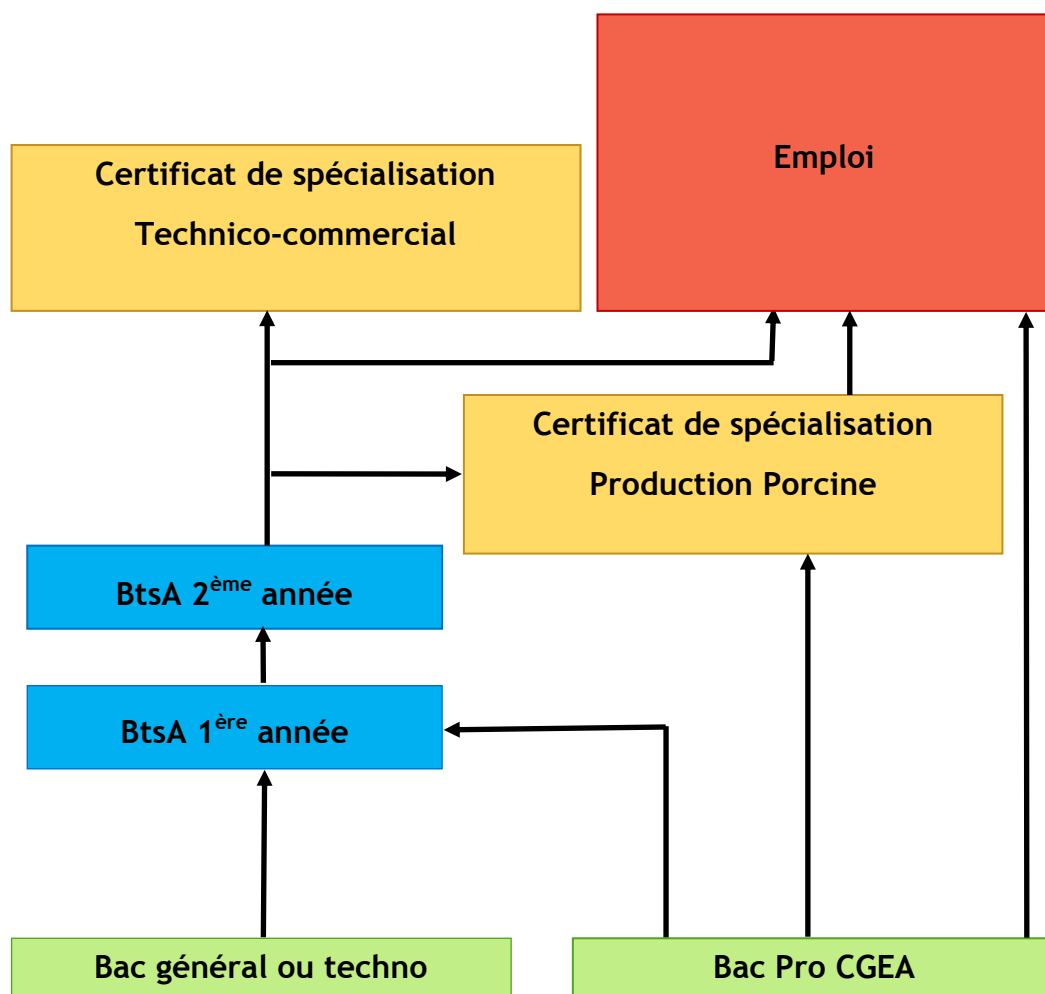 Emploi
Certificat de spécialisation
Technico-commercial
Certificat de spécialisation
Production Porcine
BtsA 2ème année
BtsA 1ère année
Bac général ou techno
Bac Pro CGEA